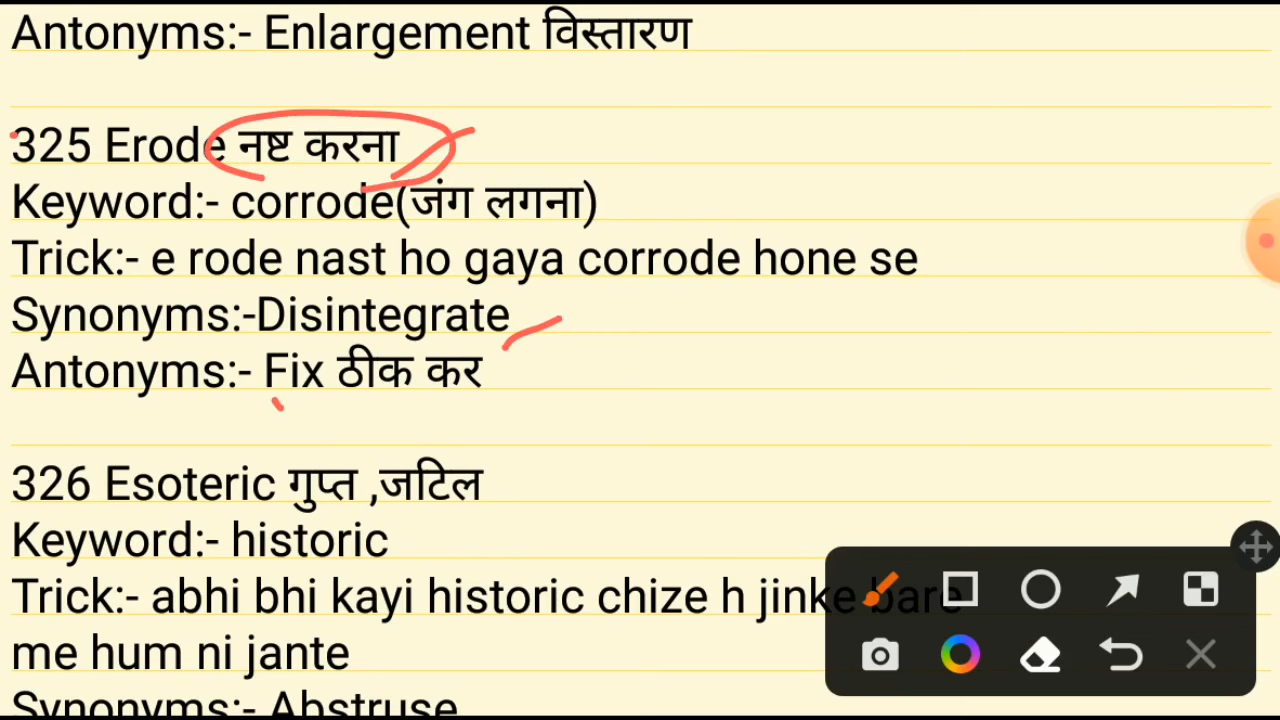 Antonyms:- Enlargement विस्तारण
325 Erode नष्ट करना
Keyword:- corrode(जंग लगना)
Trick:- e rode nast ho gaya corrode hone se
Synonyms:-Disintegrate
Antonyms:- Fix ठीक कर
326 Esoteric गुप्त ,जटिल
Keyword:- historic
Trick:- abhi bhi kayi historic chize h jinke bare
me hum ni jante
Synonyms:- Abstruse